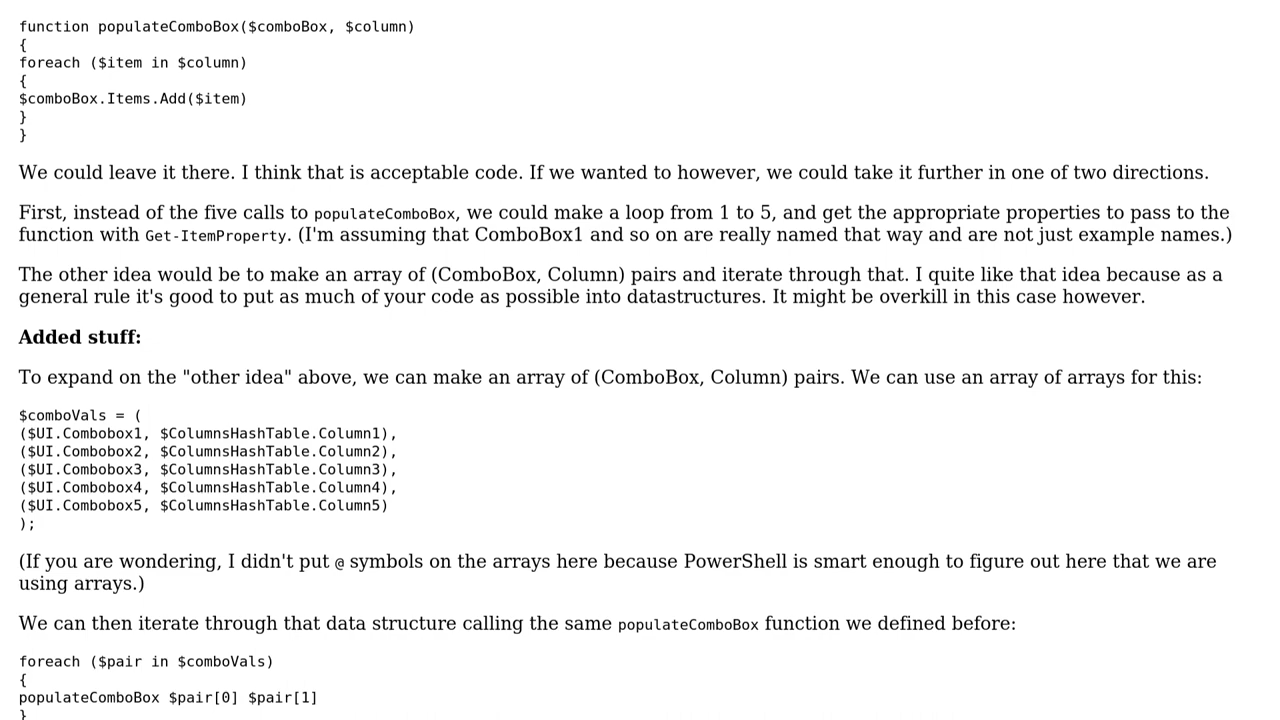 function populateComboBox($comboBox, $column)
{
foreach ($item in $column)
{
$comboBox.Items.Add($item)
}
}
We could leave it there. I think that is acceptable code. If we wanted to however, we could take it further in one of two directions.
First, instead of the five calls to populateComboBox, we could make a loop from 1 to 5, and get the appropriate properties to pass to the
function with Get-ItemProperty. (I'm assuming that ComboBox1 and so on are really named that way and are not just example names.)
The other idea would be to make an array of (ComboBox, Column) pairs and iterate through that. I quite like that idea because as a
general rule it's good to put as much of your code as possible into datastructures. It might be overkill in this case however.
Added stuff:
To expand on the "other idea" above, we can make an array of (ComboBox, Column) pairs. We can use an array of arrays for this:
$comboVals = (
($UI.Combobox1, $ColumnsHashTable.Column1),
($UI.Combobox2, $ColumnsHashTable.Column2),
($UI.Combobox3, $ColumnsHashTable.Column3),
($UI.Combobox4, $ColumnsHashTable.Column4),
($UI.Combobox5, $ColumnsHashTable.Column5)
);
(If you are wondering, I didn't put @ symbols on the arrays here because PowerShell is smart enough to figure out here that we are
using arrays.)
We can then iterate through that data structure calling the same populateComboBox function we defined before:
foreach ($pair in $comboVals)
{
populateComboBox $pair[0] $pair[1]
}